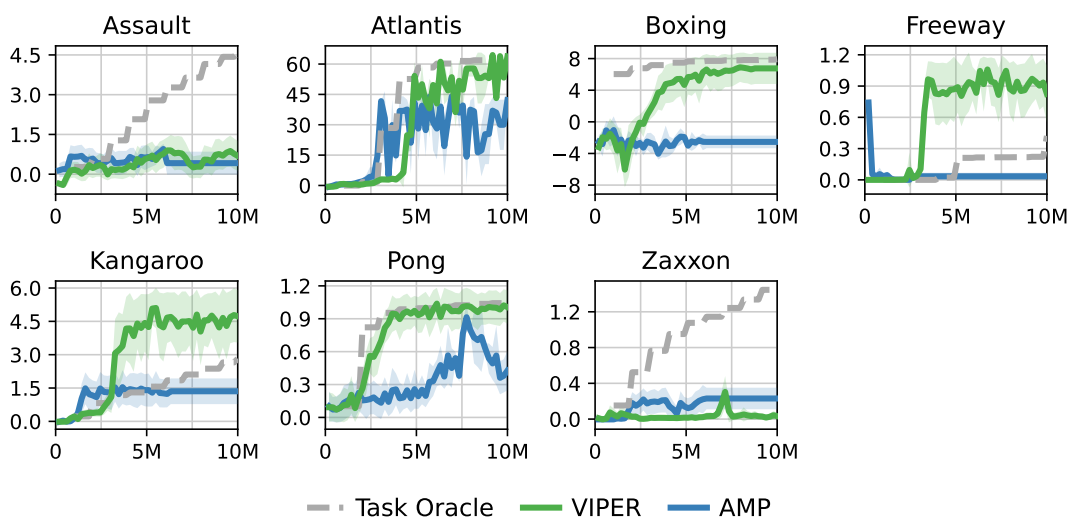 Assault Atlantis Boxing Freeway
4.5 3.0 1.5 0.0
0 5M 10M
60 45 30 15 0
0 5M 10M
8 4 0 −4 −8
0 5M 10M
1.2 0.9 0.6 0.3 0.0
0 5M 10M
Kangaroo Pong Zaxxon
6.0 4.5 3.0 1.5 0.0
0 5M 10M
1.2 0.9 0.6 0.3 0.0
0 5M 10M
1.2 0.8 0.4 0.0
0 5M 10M
Task Oracle VIPER AMP